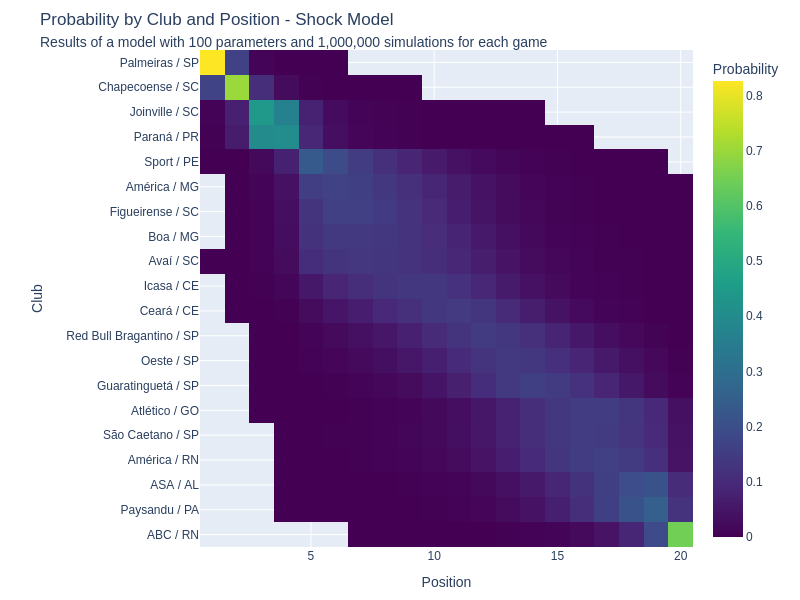 Probability by Club and Position - Shock Model
Results of a model with 100 parameters and 1,000,000 simulations for each game
Palmeiras / SP
Chapecoense / SC
Joinville / SC
Paraná / PR
Sport / PE
América / MG
Figueirense / SC
Boa / MG
Avaí / SC
Icasa / CE
Ceará / CE
Red Bull Bragantino / SP
Oeste / SP
Guaratinguetá / SP
Atlético / GO
São Caetano / SP
América / RN
ASA / AL
Paysandu / PA
ABC / RN
Club
5
10
15
20
Position
Probability
0.8
0.7
0.6
0.5
0.4
0.3
0.2
0.1
0